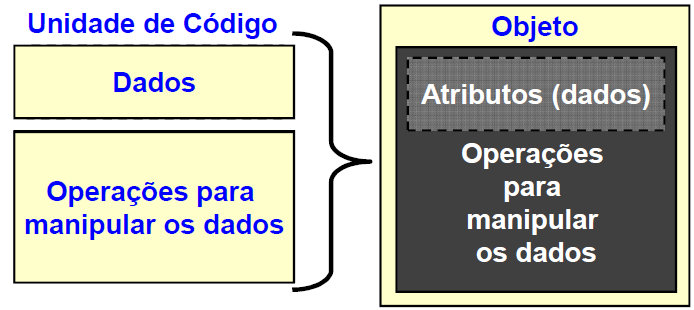 Unidade de Código
Dados
Operações para
manipular os dados
Objeto
Atributos (dados)
Operações
para
manipular
os dados